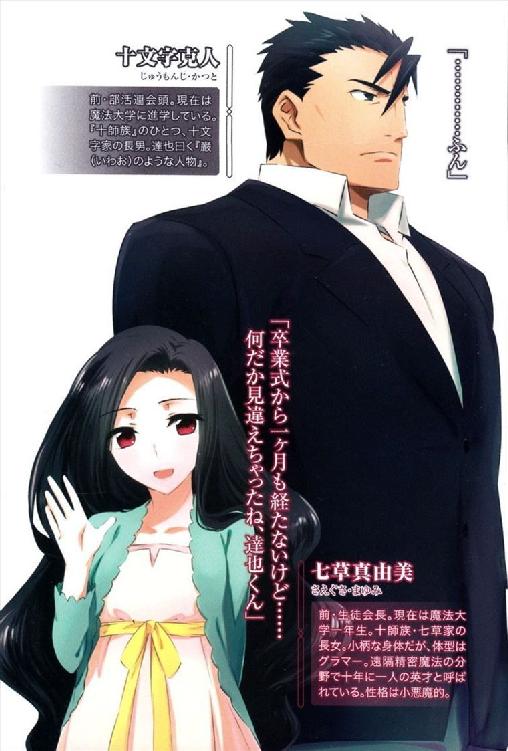 『……………ふん』
十文字克人
じゅうもんじ・かつと
前・部活連会頭。現在は
魔法大学に進学している。
『十師族』のひとつ、十文
字家の長男。達也曰く『巌
(いわお)のような人物』。
「卒業式から一ヶ月も経たないけど……
何だか見違えちゃったね、達也くん」
七草真由美
さえぐさ・まゆみ
前・生徒会長。現在は魔法大
学一年生。十師族・七草家の
長女。小柄な身体だが、体型は
グラマー。遠隔精密魔法の分
野で十年に一人の英才と呼ば
れている。性格は小悪魔的。